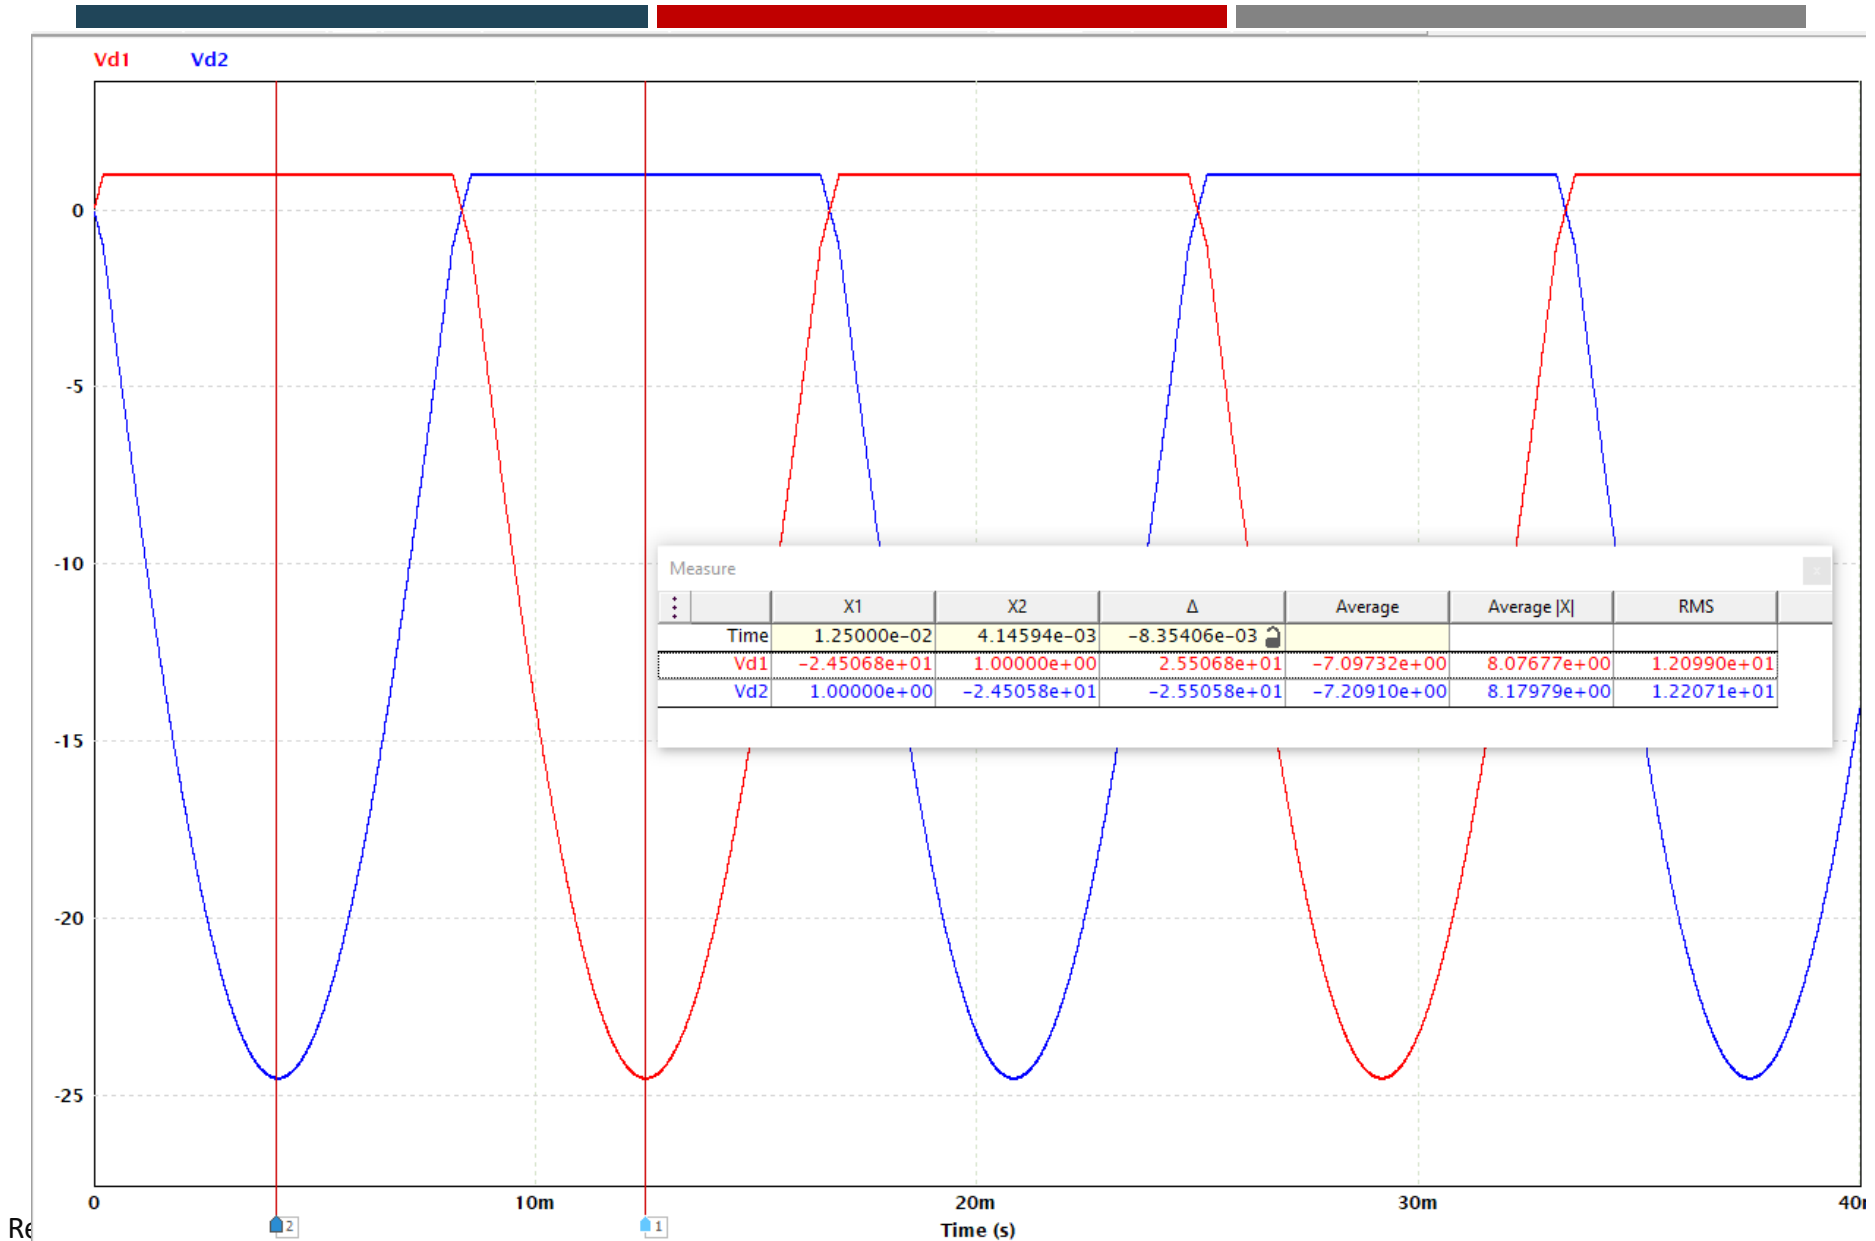 Vd1 Vd2
0
-5
-10
-15
-20
-25
Measure
X1 X2 Δ Average Average |X| RMS
Time 1.25000e-02 4.14594e-03 -8.35406e-03
Vd1 -2.45068e+01 1.00000e+00 2.55068e+01 -7.09732e+00 8.07677e+00 1.20990e+01
Vd2 1.00000e+00 -2.45058e+01 -2.55058e+01 -7.20910e+00 8.17979e+00 1.22071e+01
0 10m 20m 30m 40m
2 1
Time (s)
Re